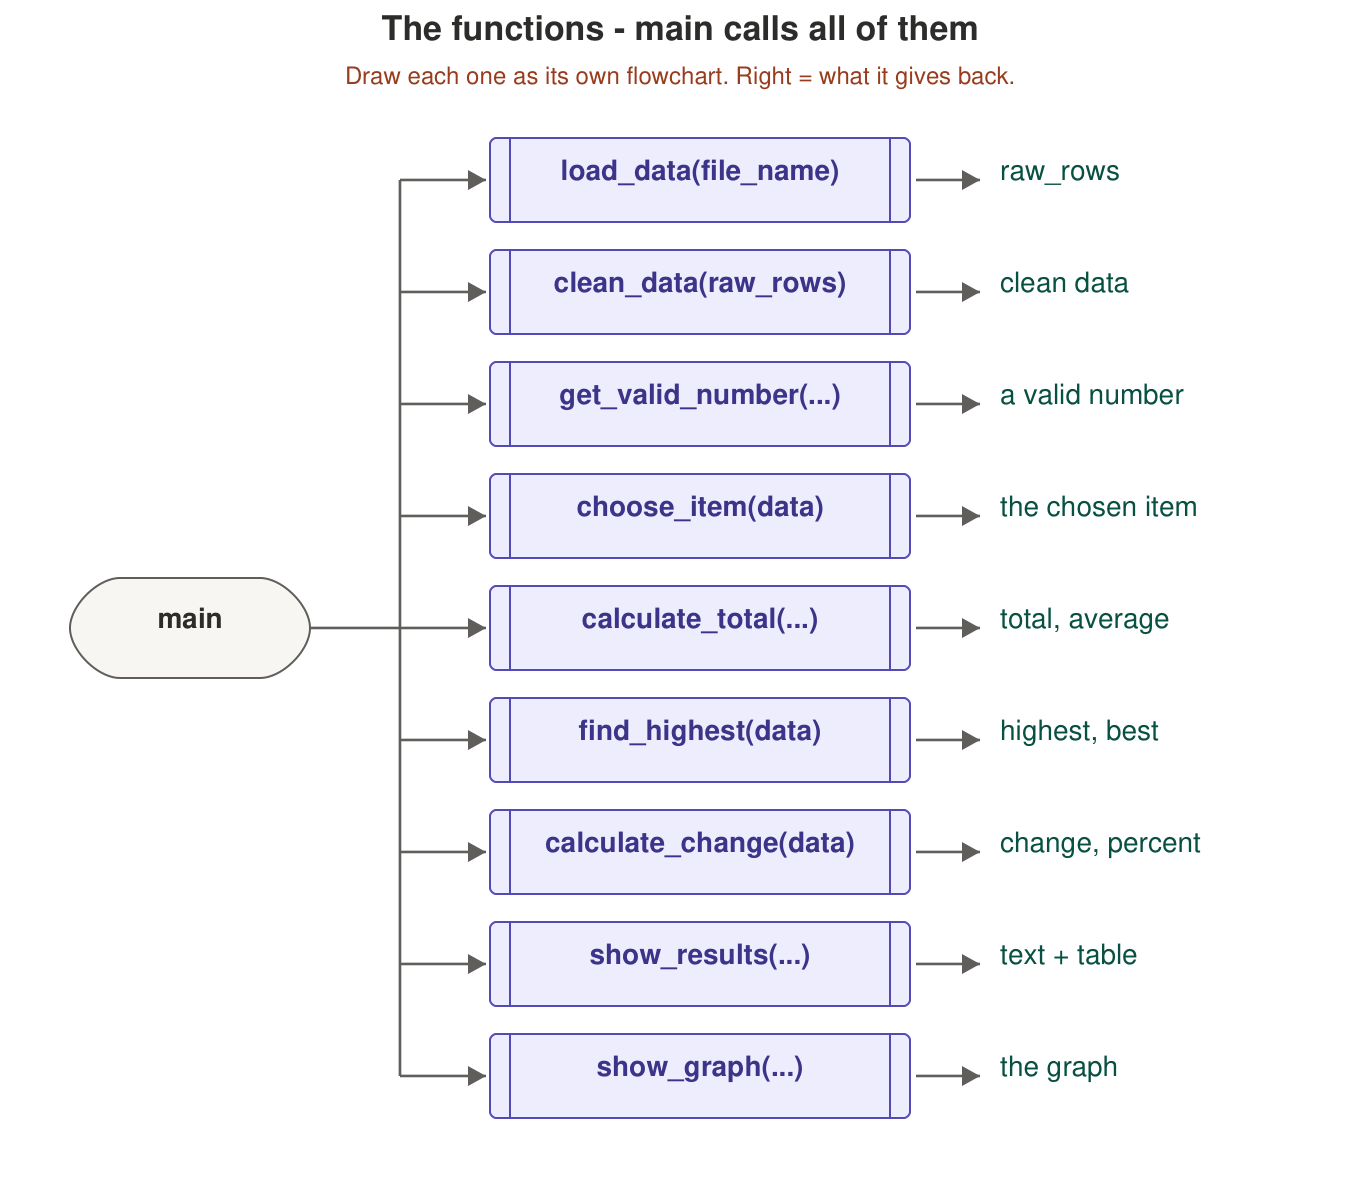 The functions - main calls all of them
Draw each one as its own flowchart. Right = what it gives back.
load_data(file_name)
raw_rows
clean_data(raw_rows)
clean data
get_valid_number(...)
a valid number
choose_item(data)
the chosen item
main
calculate_total(...)
total, average
find_highest(data)
highest, best
calculate_change(data)
change, percent
show_results(...)
text + table
show_graph(...)
the graph